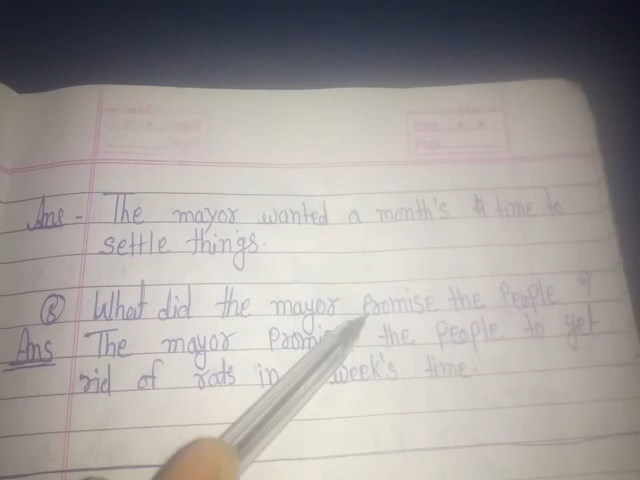 Ans - The mayor wanted a month's time to
settle things.
(B) What did the mayor promise the People ?
Ans The mayor the People to get
rid of rats in week's time.